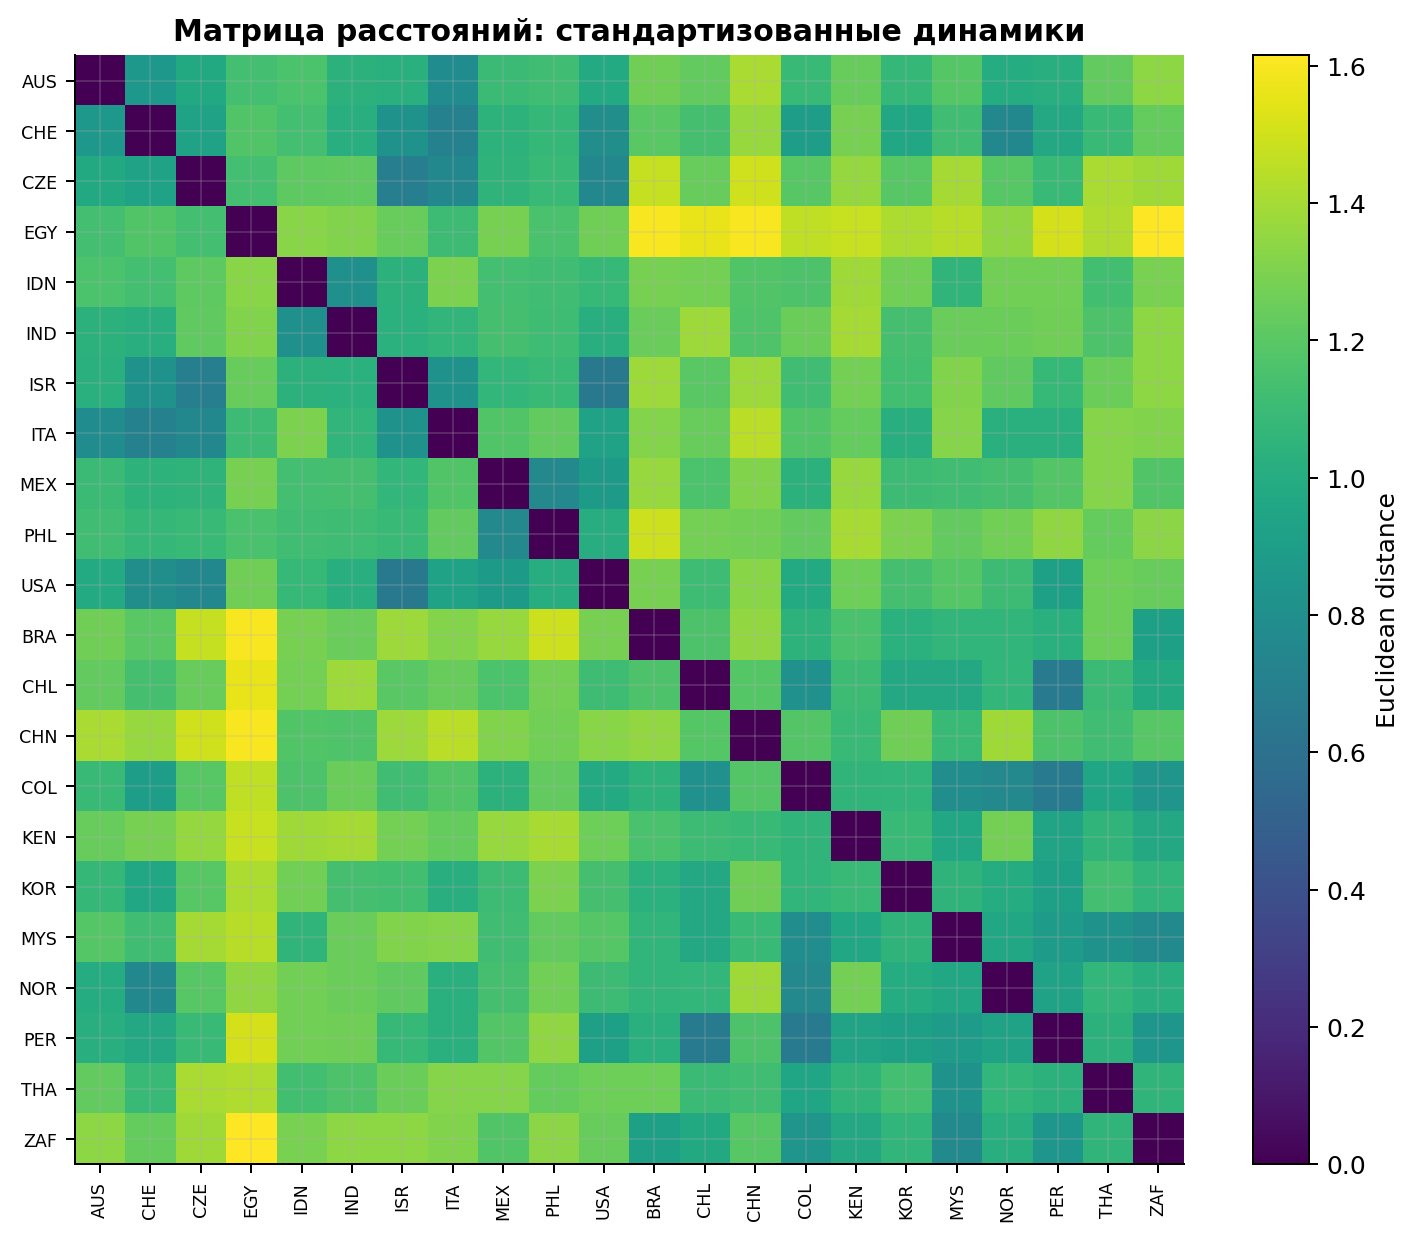 Матрица расстояний: стандартизованные динамики
AUS
CHE
CZE
EGY
IDN
IND
ISR
ITA
MEX
PHL
USA
BRA
CHL
CHN
COL
KEN
KOR
MYS
NOR
PER
THA
ZAF
AUS CHE CZE EGY IDN IND ISR ITA MEX PHL USA BRA CHL CHN COL KEN KOR MYS NOR PER THA ZAF
1.6
1.4
1.2
1.0
0.8
0.6
0.4
0.2
0.0
Euclidean distance